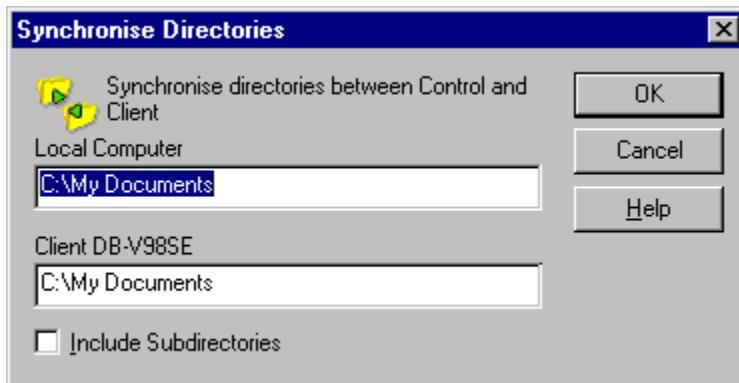 Synchronise Directories
Synchronise directories between Control and
Client
OK
Local Computer
C:\My Documents
Cancel
Help
Client DB-V98SE
C:\My Documents
Include Subdirectories